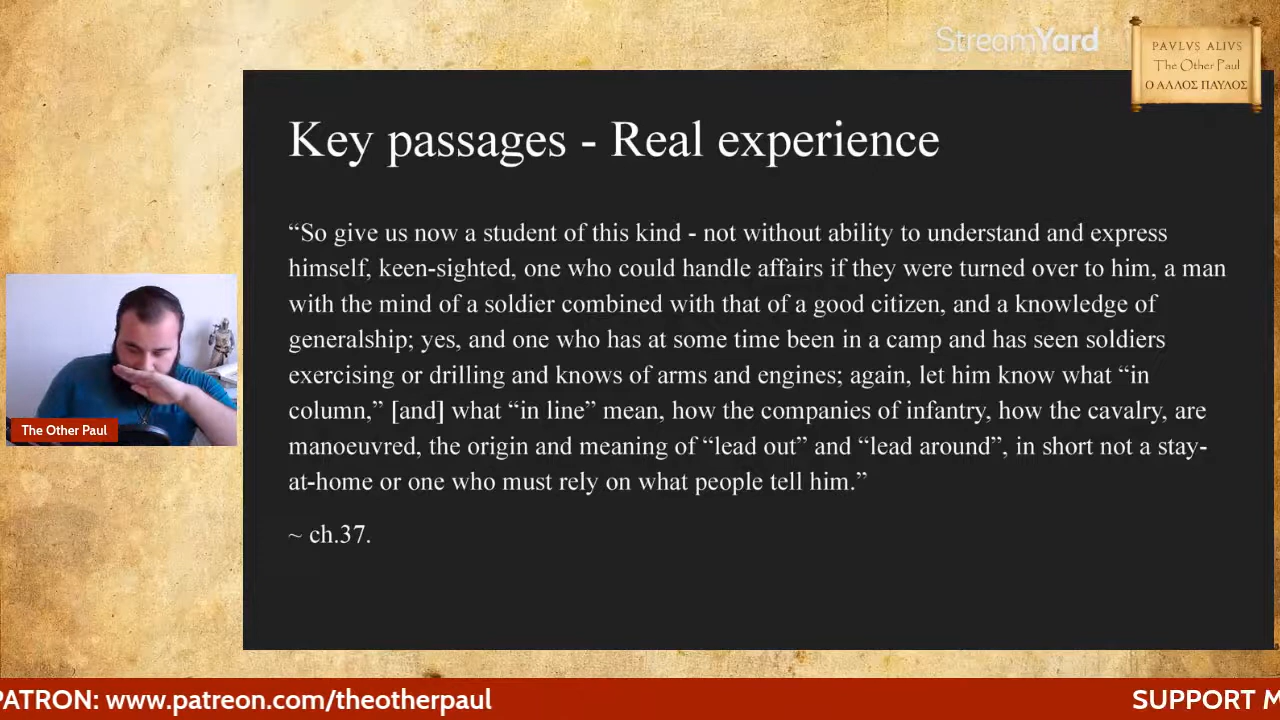 StreamYard
PAVLVS ALIVS
The Other Paul
Ο ΑΛΛΟΣ ΠΑΥΛΟΣ
Key passages - Real experience
“So give us now a student of this kind - not without ability to understand and express
himself, keen-sighted, one who could handle affairs if they were turned over to him, a man
with the mind of a soldier combined with that of a good citizen, and a knowledge of
generalship; yes, and one who has at some time been in a camp and has seen soldiers
exercising or drilling and knows of arms and engines; again, let him know what “in
column,” [and] what “in line” mean, how the companies of infantry, how the cavalry, are
manoeuvred, the origin and meaning of “lead out” and “lead around”, in short not a stay-
at-home or one who must rely on what people tell him.”
~ ch.37.
The Other Paul
PATRON: www.patreon.com/theotherpaul
SUPPORT M